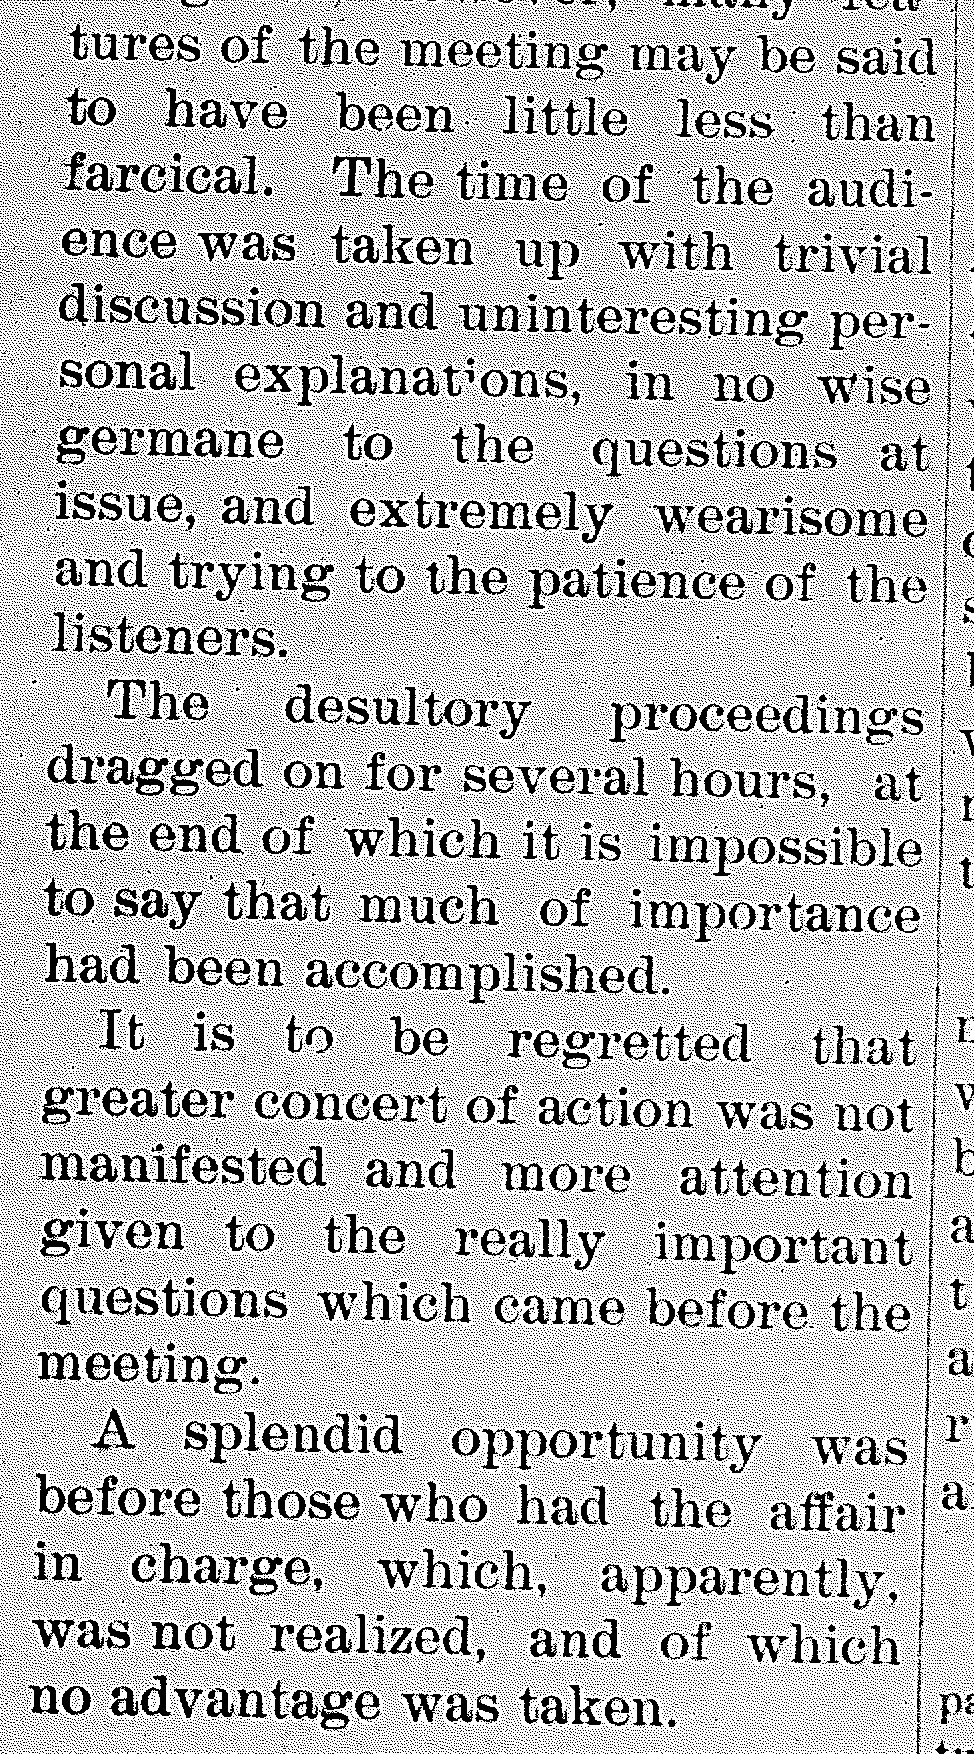 many fea
tures of the meeting may be said
to have been little less than
farcical. The time of the audi-
ence was taken up with trivial
discussion and uninteresting per-
sonal explanations, in no wise
germane to the questions at
issue, and extremely wearisome
and trying to the patience of the
listeners.
The desultory proceedings
dragged on for several hours, at
the end of which it is impossible
to say that much of importance
had been accomplished.
It is to be regretted that
greater concert of action was not
manifested and more attention
given to the really important
questions which came before the
meeting.
A splendid opportunity was
before those who had the affair
in charge, which, apparently,
was not realized, and of which
no advantage was taken.